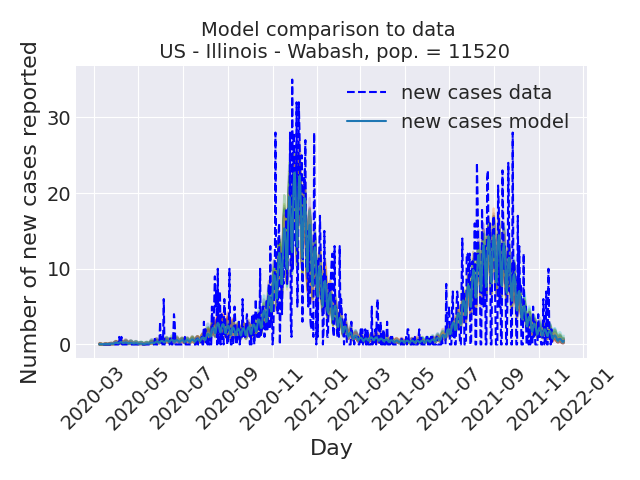 Model comparison to data
US - Illinois - Wabash, pop. = 11520
Number of new cases reported
30
20
10
0
new cases data
new cases model
2020-03
2020-05
2020-07
2020-09
2020-11
2021-01
2021-03
2021-05
2021-07
2021-09
2021-11
2022-01
Day